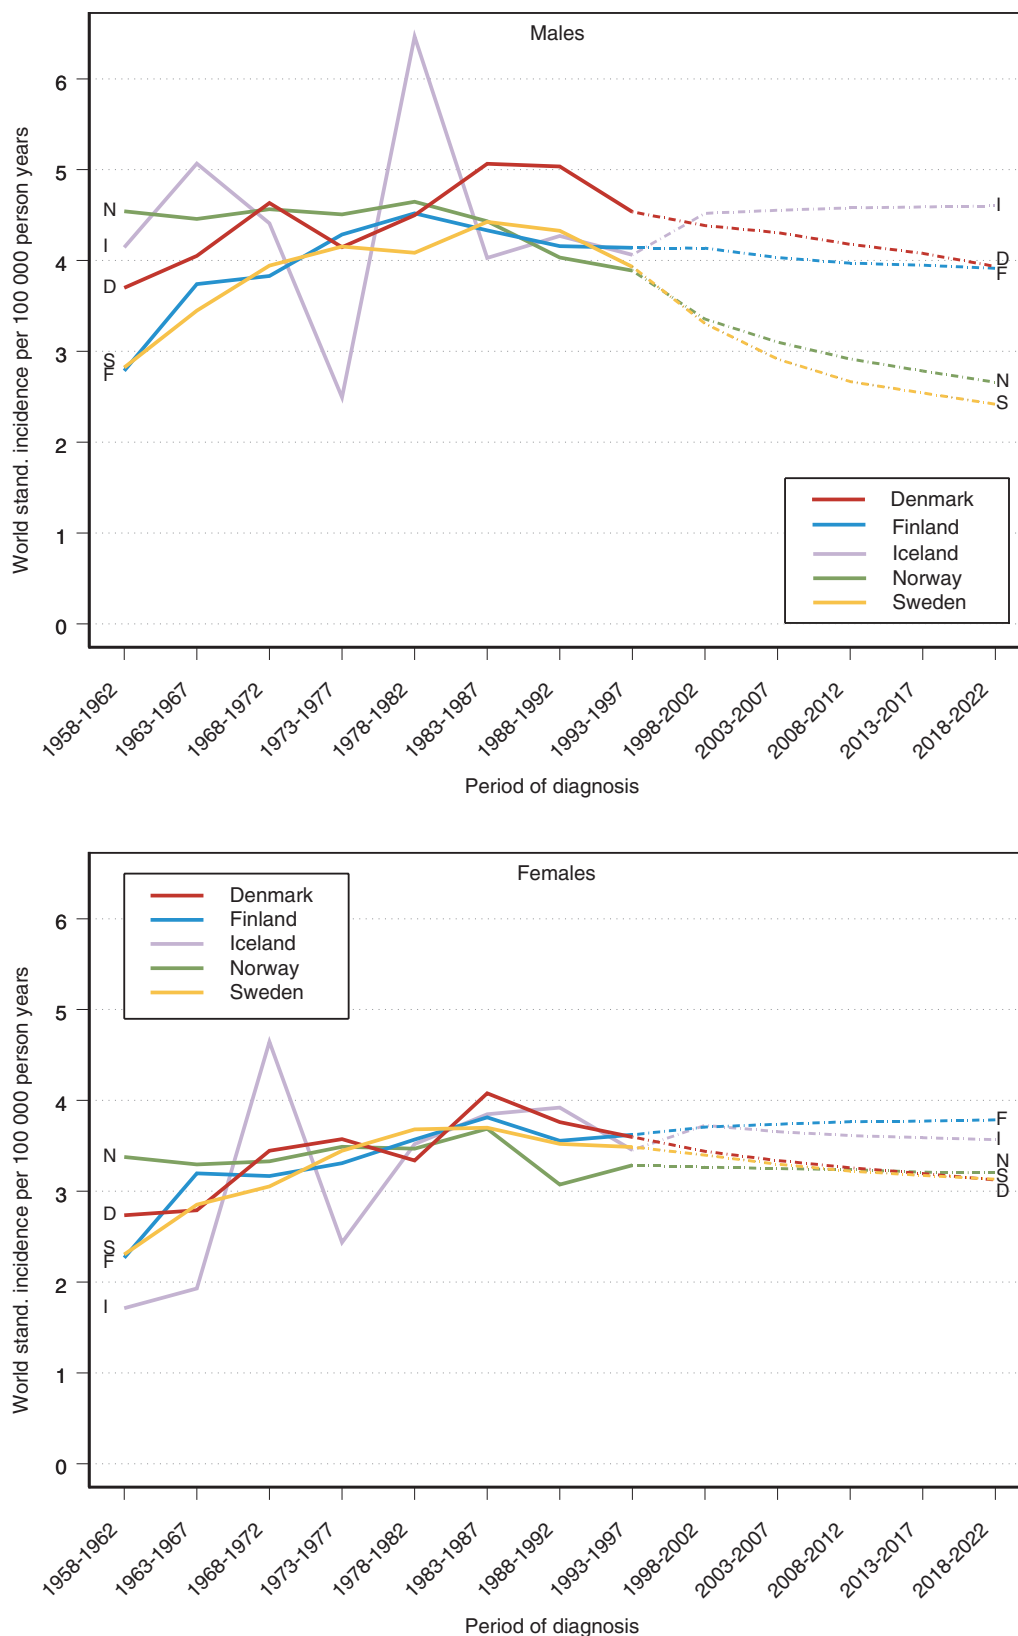 Males
World stand. incidence per 100 000 person years
6
5
4
3
2
1
0
N
I
D
S
F
I
D
F
N
S
Denmark
Finland
Iceland
Norway
Sweden
1958-1962
1963-1967
1968-1972
1973-1977
1978-1982
1983-1987
1988-1992
1993-1997
1998-2002
2003-2007
2008-2012
2013-2017
2018-2022
Period of diagnosis
Females
World stand. incidence per 100 000 person years
Denmark
Finland
Iceland
Norway
Sweden
6
5
4
3
2
1
0
N
D
S
F
I
F
I
N
S
D
1958-1962
1963-1967
1968-1972
1973-1977
1978-1982
1983-1987
1988-1992
1993-1997
1998-2002
2003-2007
2008-2012
2013-2017
2018-2022
Period of diagnosis